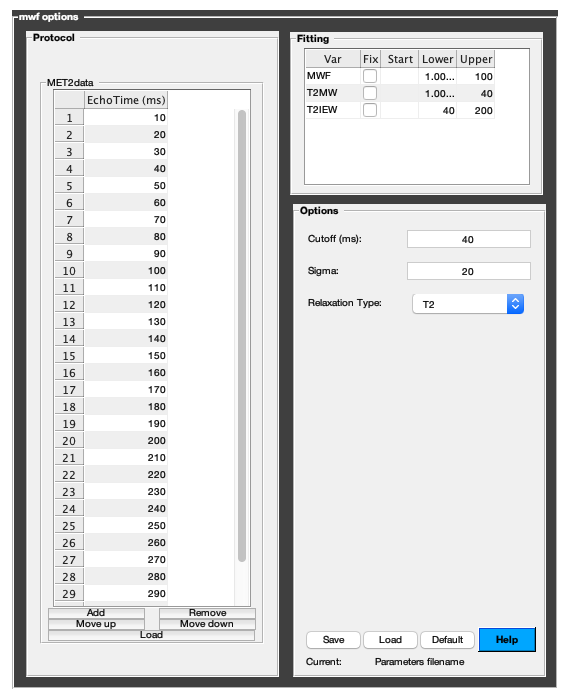 mwf options
Protocol
MET2data
EchoTime (ms)
1 10
2 20
3 30
4 40
5 50
6 60
7 70
8 80
9 90
10 100
11 110
12 120
13 130
14 140
15 150
16 160
17 170
18 180
19 190
20 200
21 210
22 220
23 230
24 240
25 250
26 260
27 270
28 280
29 290
Add Remove
Move up Move down
Load
Fitting
Var Fix Start Lower Upper
MWF 1.00... 100
T2MW 1.00... 40
T2IEW 40 200
Options
Cutoff (ms): 40
Sigma: 20
Relaxation Type: T2
Save Load Default Help
Current: Parameters filename